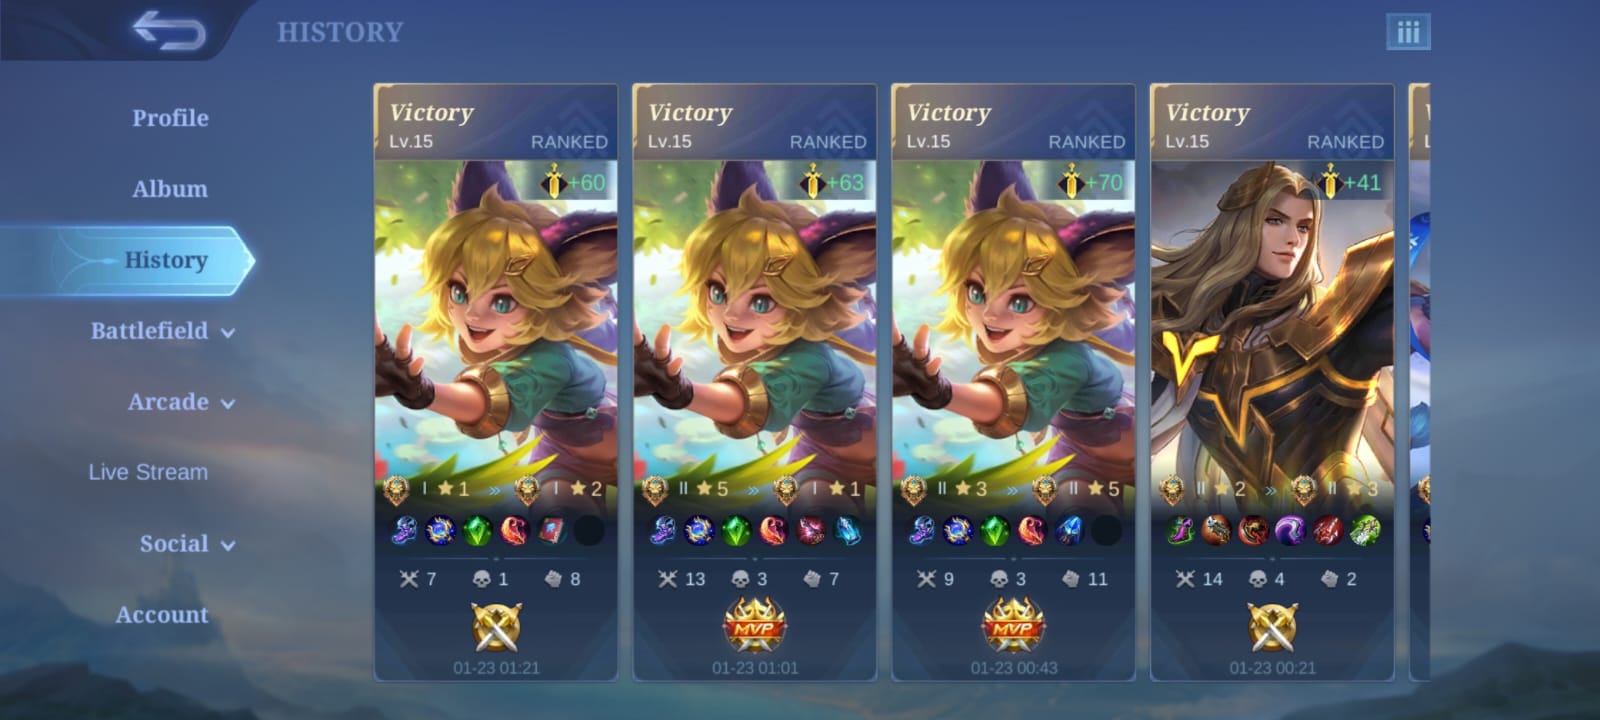 HISTORY
Profile
Album
History
Battlefield
Arcade
Live Stream
Social
Account
Victory
Lv.15 RANKED
+60
I 1 » I 2
7 1 8
01-23 01:21
Victory
Lv.15 RANKED
+63
II 5 » I 1
13 3 7
MVP
01-23 01:01
Victory
Lv.15 RANKED
+70
II 3 » II 5
9 3 11
MVP
01-23 00:43
Victory
Lv.15 RANKED
+41
II 2 » II 3
14 4 2
01-23 00:21